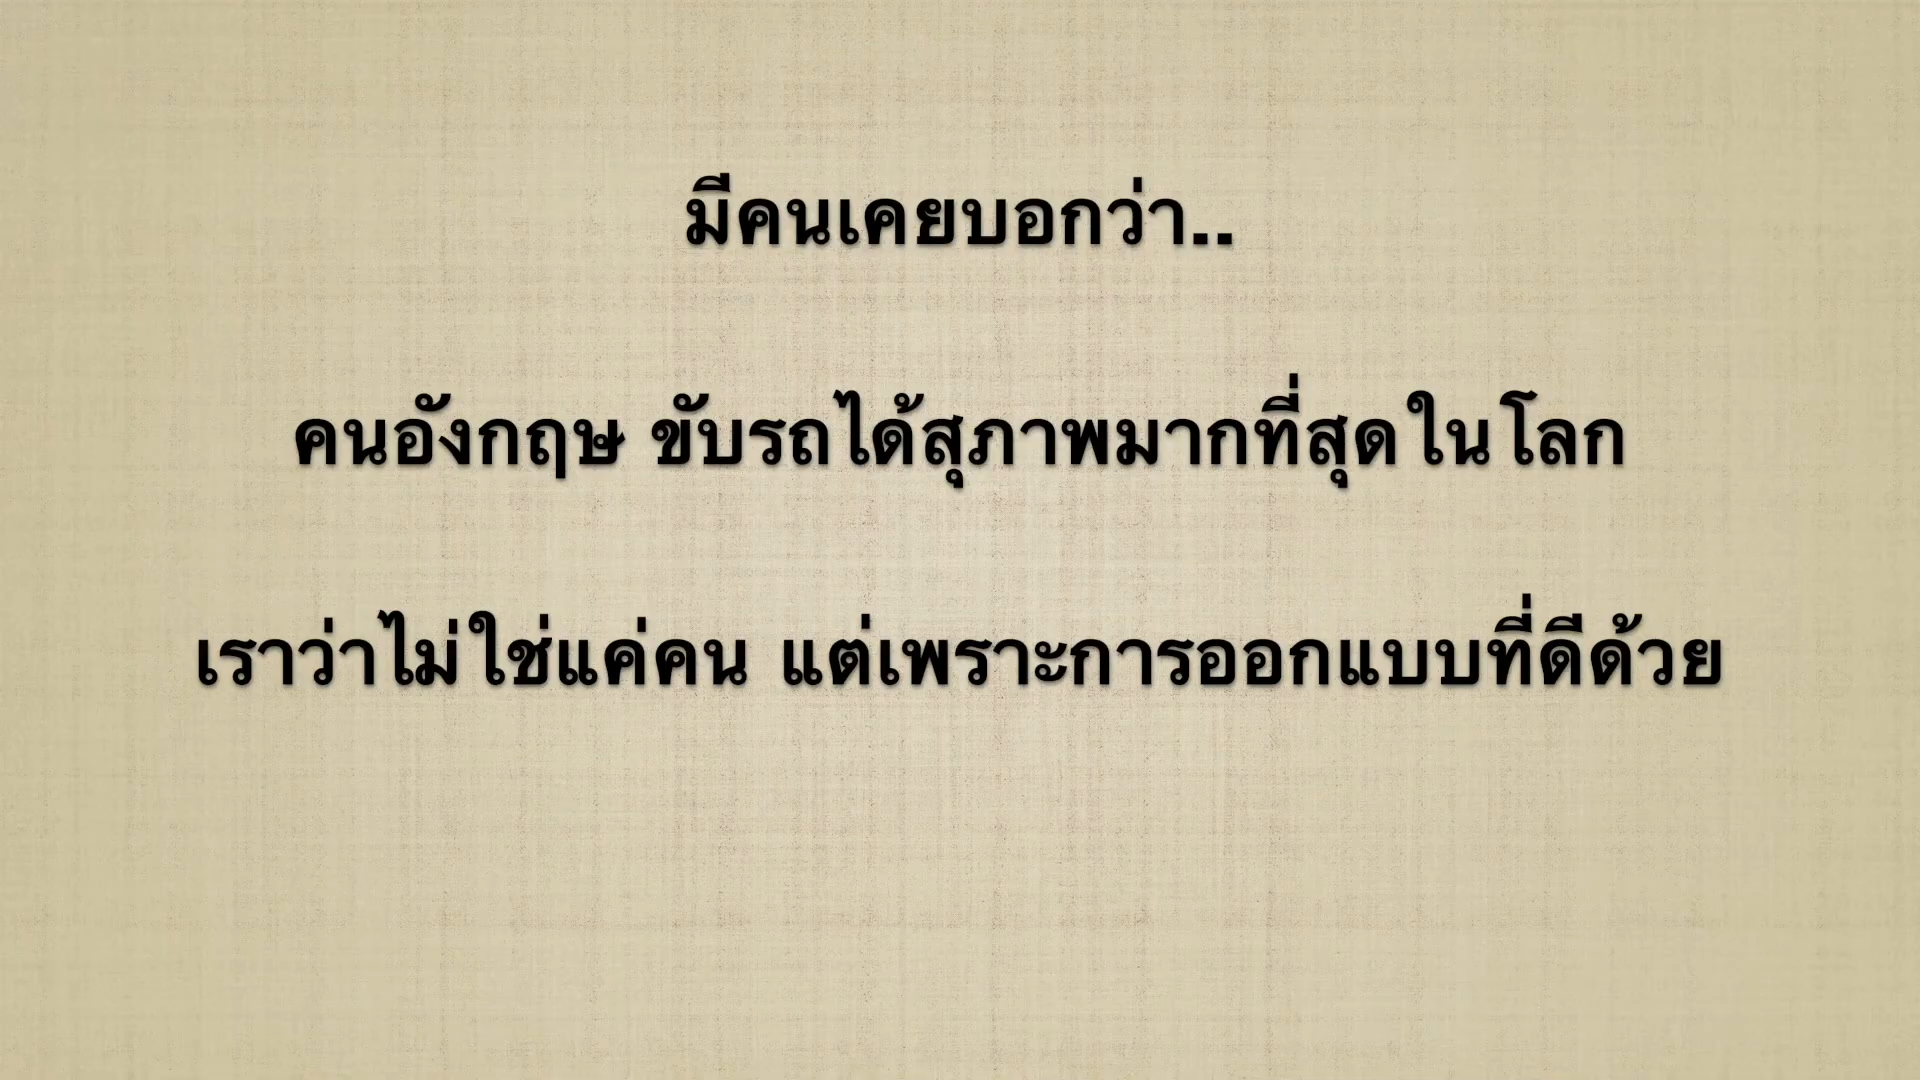 มีคนเคยบอกว่า..
คนอังกฤษ ขับรถได้สุภาพมากที่สุดในโลก
เราว่าไม่ใช่แค่คน แต่เพราะการออกแบบที่ดีด้วย